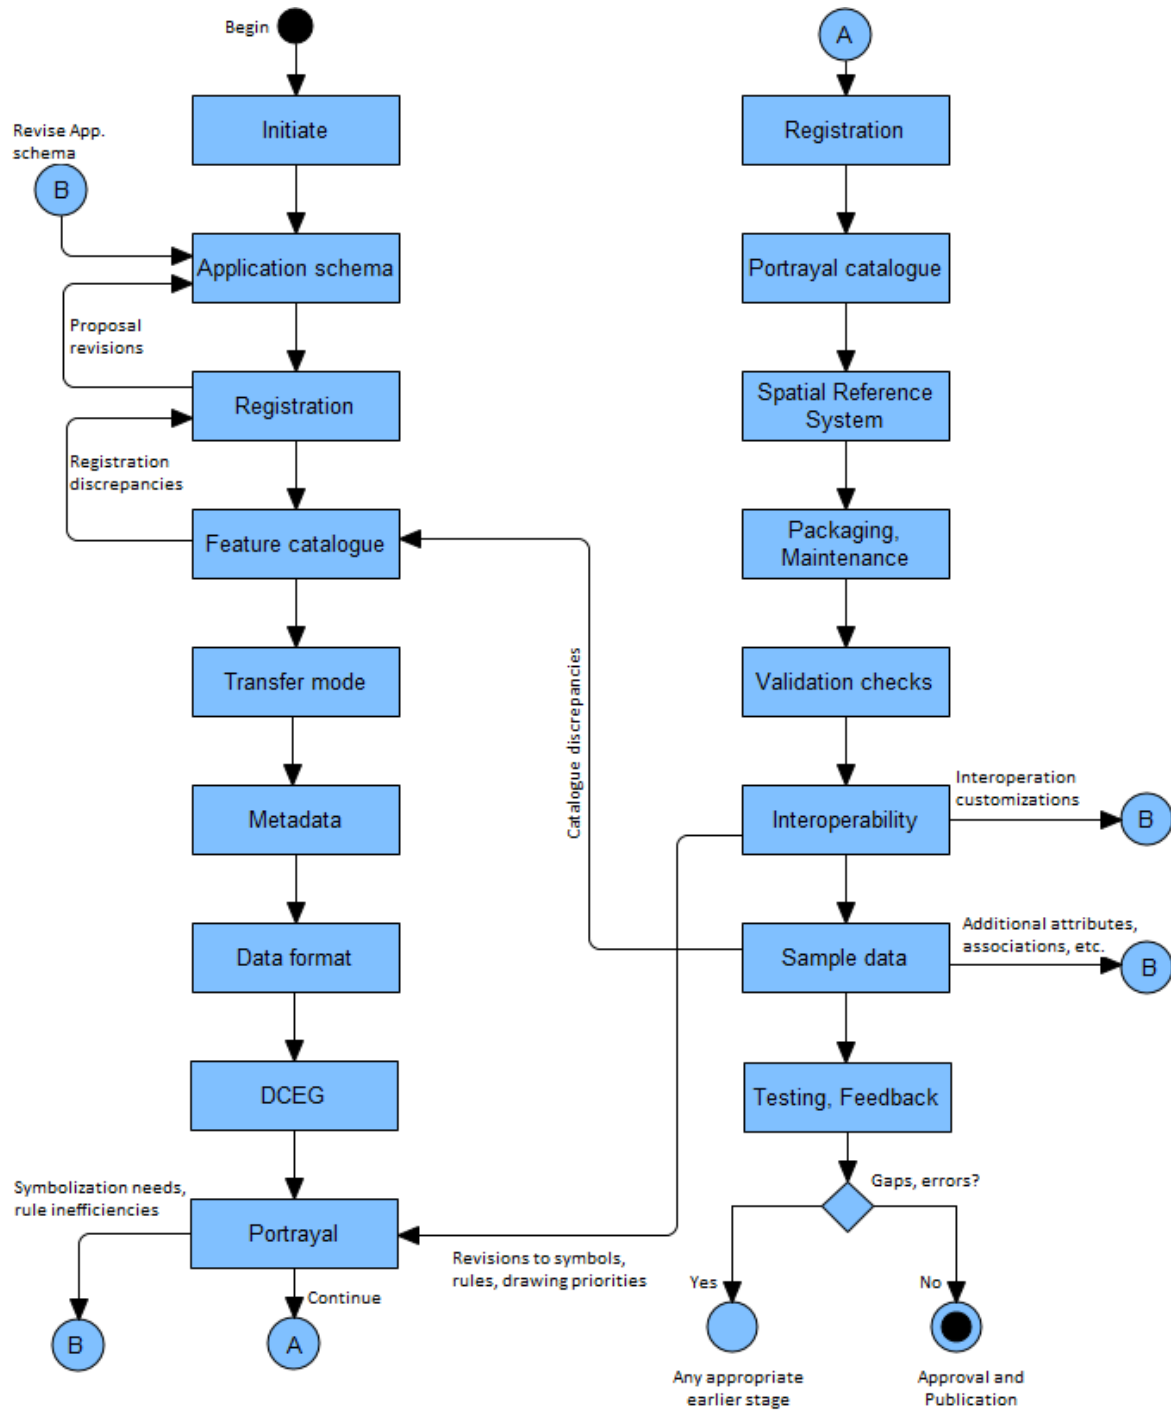 Begin
Initiate
Revise App.
schema
B
Application schema
Proposal
revisions
Registration
Registration
discrepancies
Feature catalogue
Transfer mode
Metadata
Data format
DCEG
Symbolization needs,
rule inefficiencies
Portrayal
Continue
B
A
Catalogue discrepancies
Revisions to symbols,
rules, drawing priorities
A
Registration
Portrayal catalogue
Spatial Reference
System
Packaging,
Maintenance
Validation checks
Interoperability
Interoperation
customizations
B
Sample data
Additional attributes,
associations, etc.
B
Testing, Feedback
Gaps, errors?
Yes
No
Any appropriate
earlier stage
Approval and
Publication